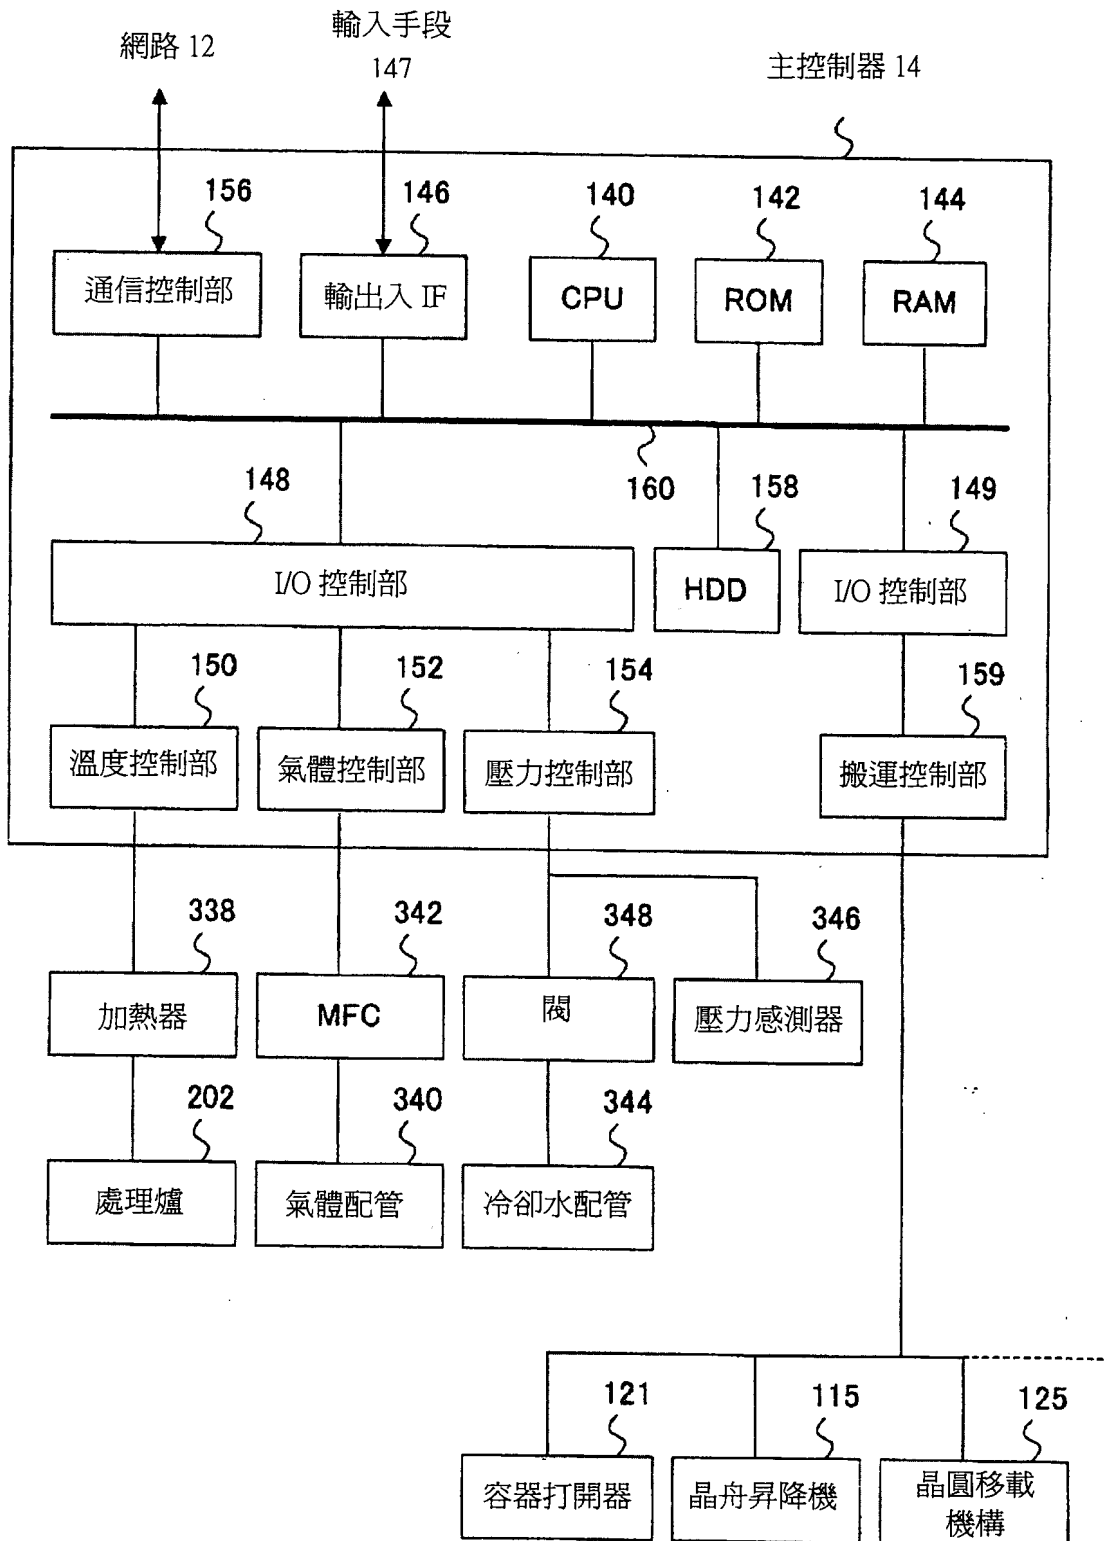 網路 12
輸入手段
147
主控制器 14
156
146
140
142
144
通信控制部
輸出入 IF
CPU
ROM
RAM
148
160
158
149
I/O 控制部
HDD
I/O 控制部
150
152
154
159
溫度控制部
氣體控制部
壓力控制部
搬運控制部
338
342
348
346
加熱器
MFC
閥
壓力感測器
202
340
344
處理爐
氣體配管
冷卻水配管
121
115
125
容器打開器
晶舟昇降機
晶圓移載
機構